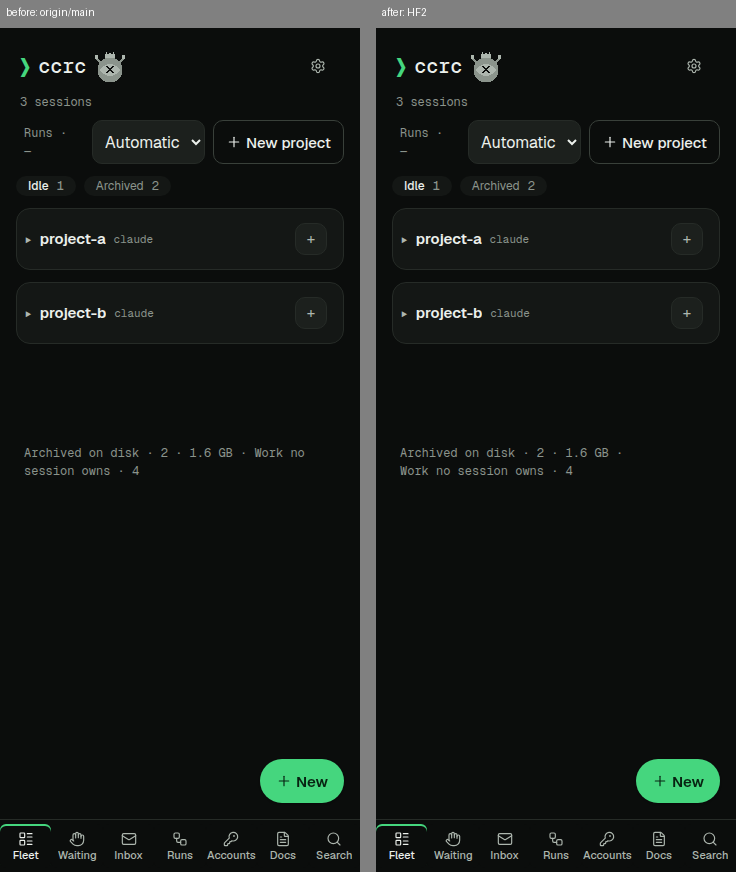 before: origin/main
❯ CCIC
3 sessions
Runs · —
Automatic
+ New project
Idle 1
Archived 2
▸ project-a claude +
▸ project-b claude +
Archived on disk · 2 · 1.6 GB · Work no
session owns · 4
+ New
Fleet Waiting Inbox Runs Accounts Docs Search
after: HF2
❯ CCIC
3 sessions
Runs · —
Automatic
+ New project
Idle 1
Archived 2
▸ project-a claude +
▸ project-b claude +
Archived on disk · 2 · 1.6 GB ·
Work no session owns · 4
+ New
Fleet Waiting Inbox Runs Accounts Docs Search